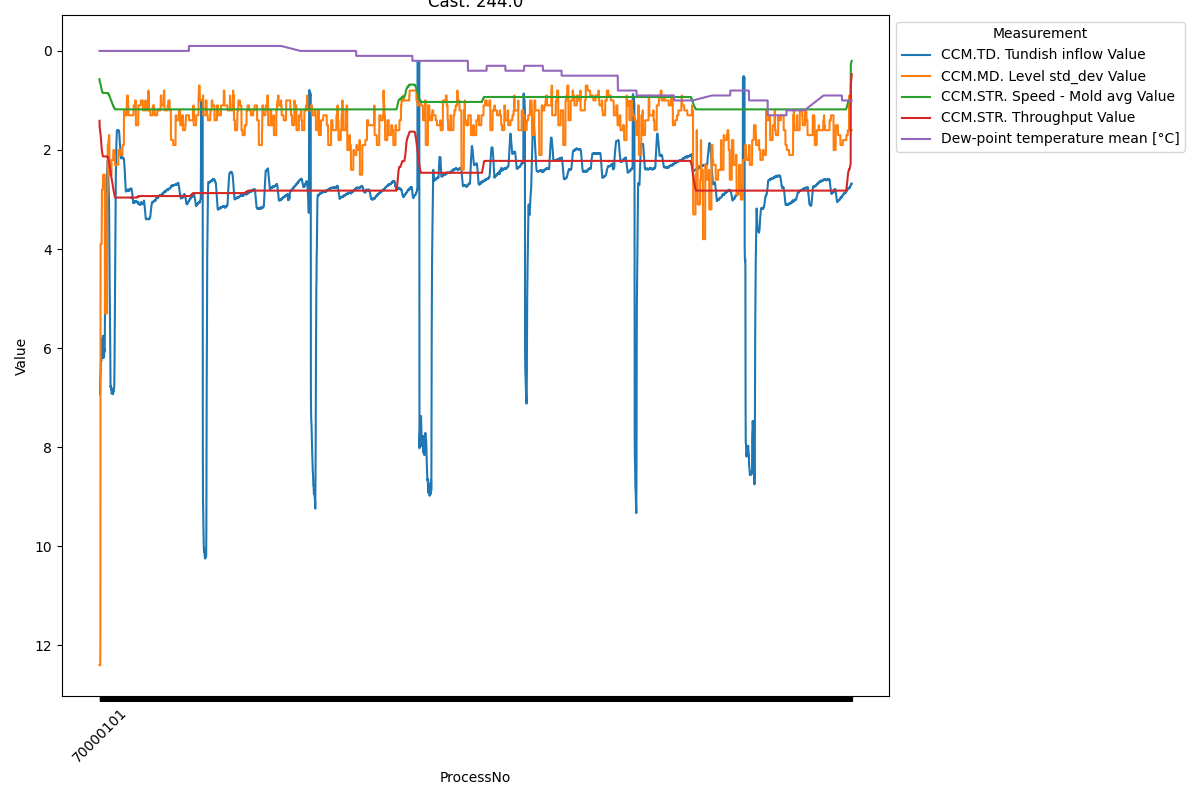 Cast: 244.0
Measurement
CCM.TD. Tundish inflow Value
CCM.MD. Level std_dev Value
CCM.STR. Speed - Mold avg Value
CCM.STR. Throughput Value
Dew-point temperature mean [°C]
0
2
4
6
8
10
12
Value
70000101
ProcessNo